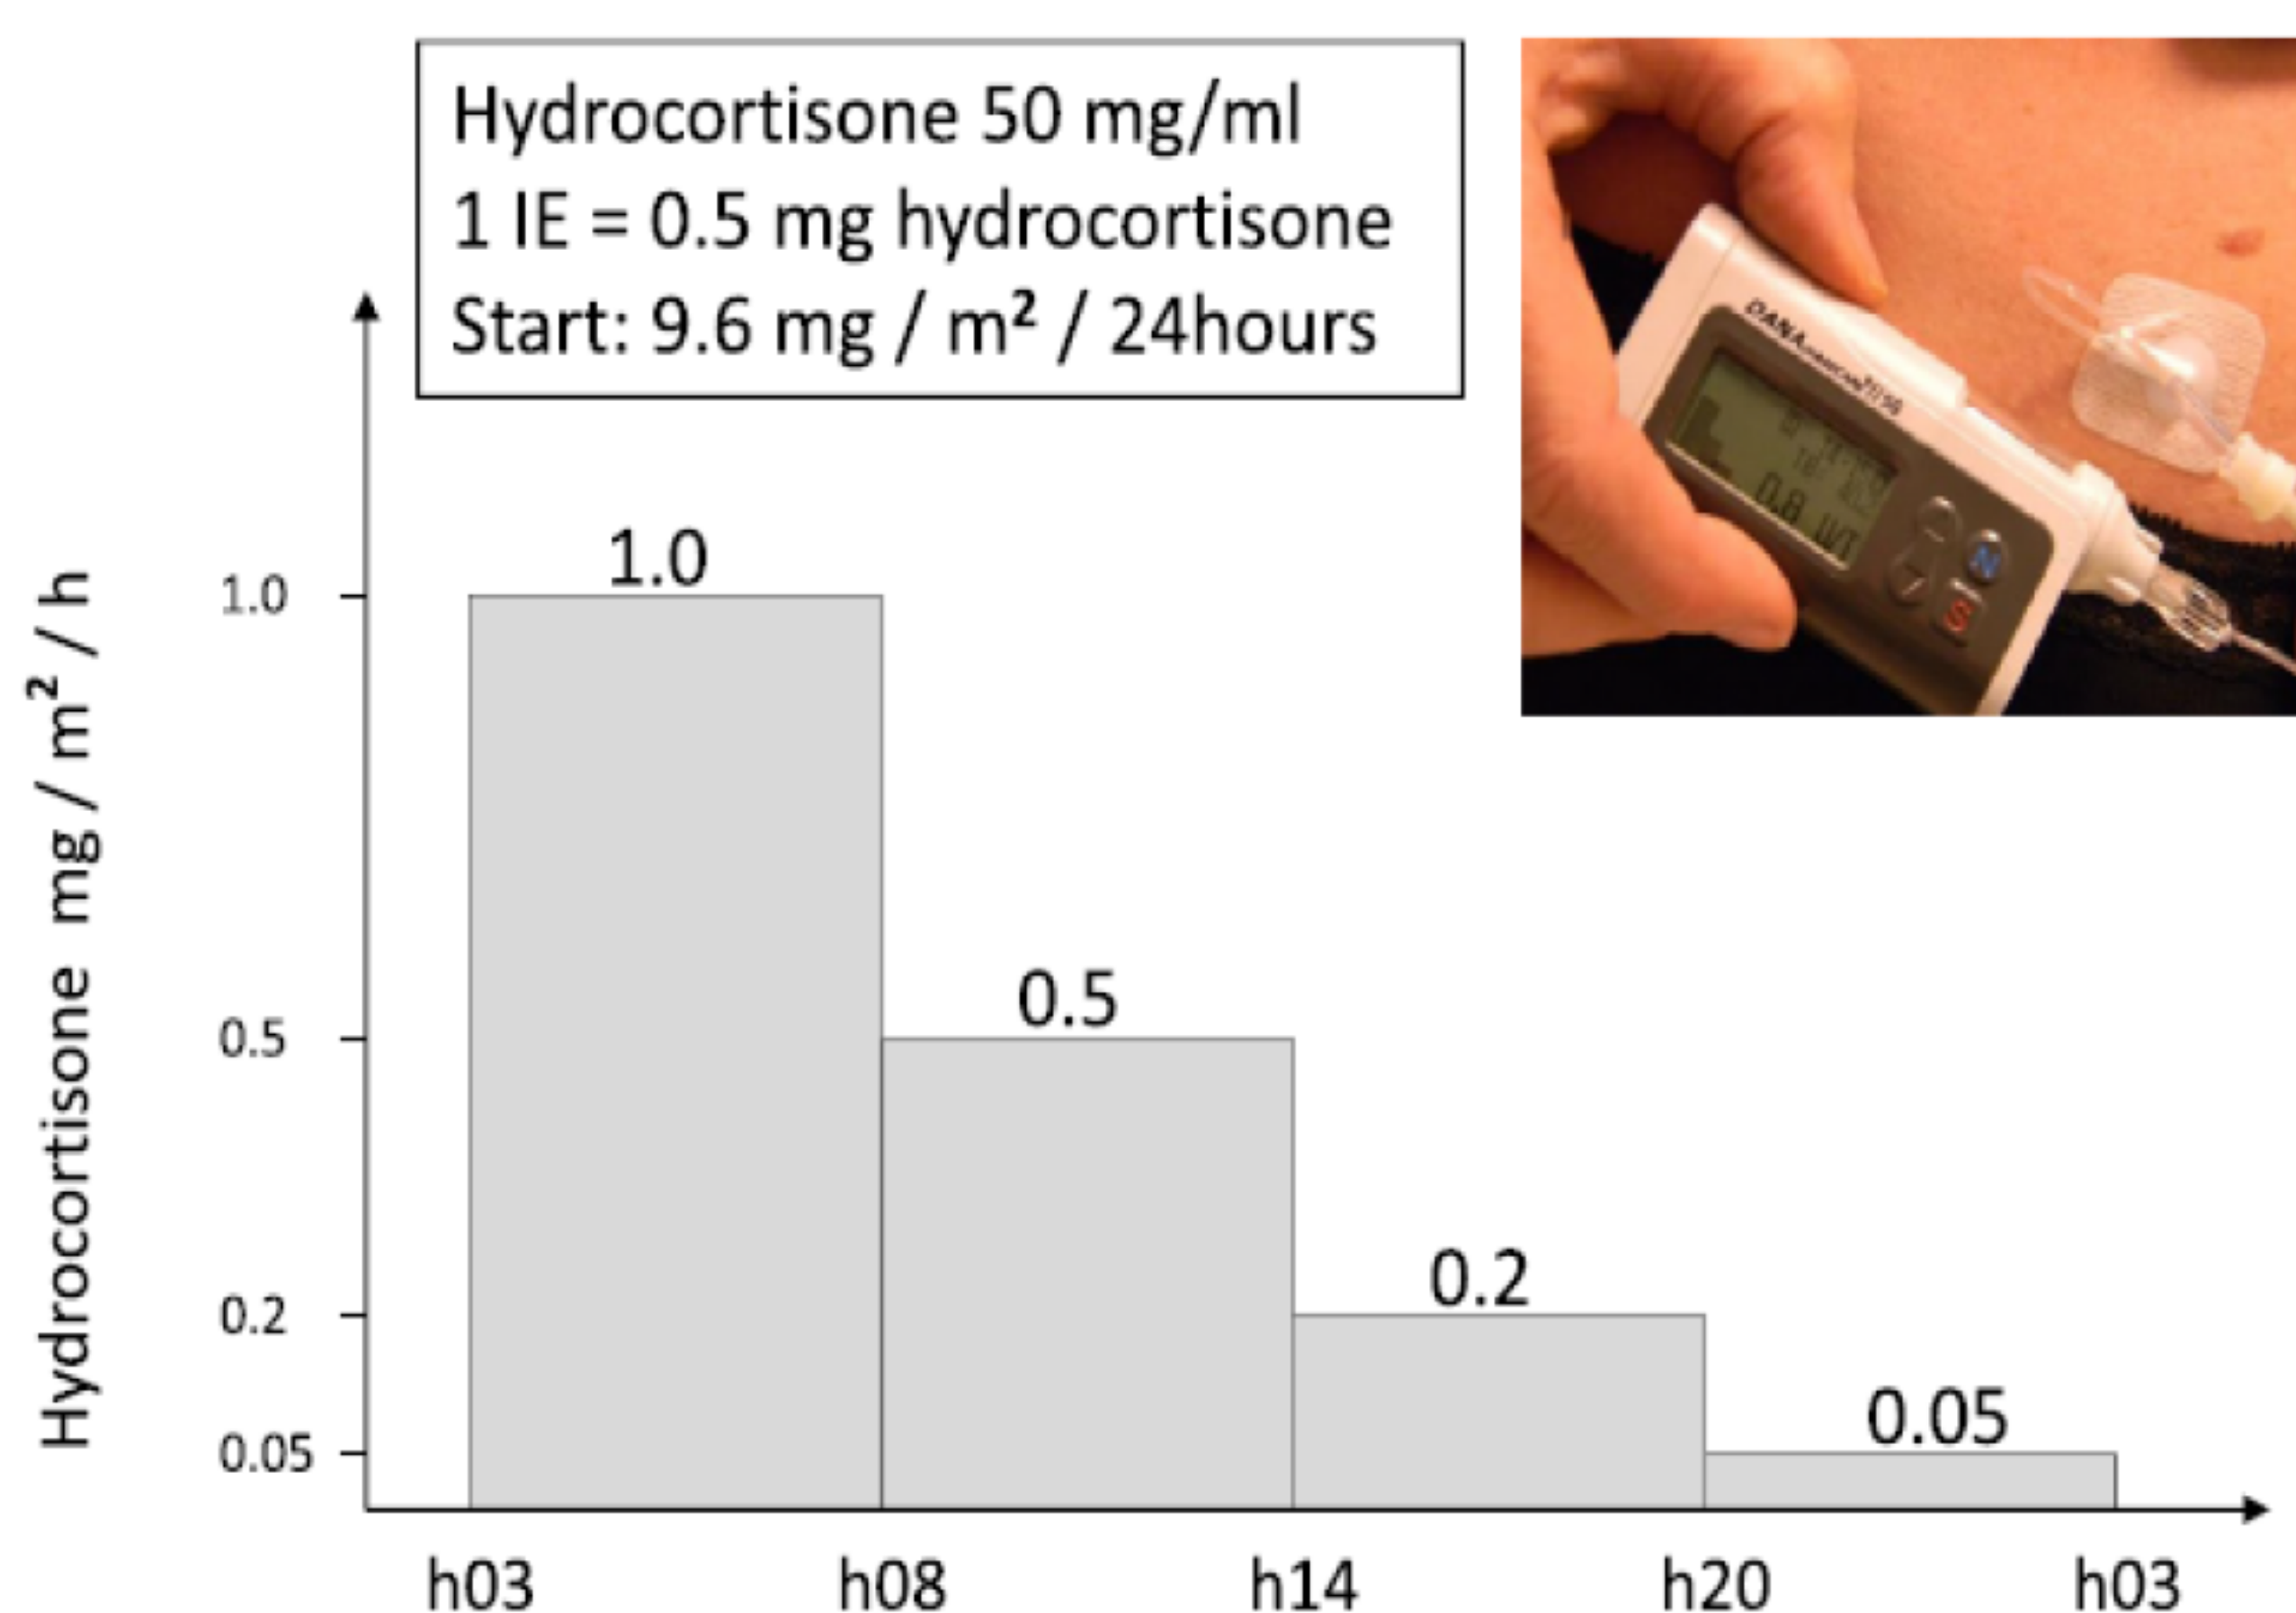 Hydrocortisone 50 mg/ml
1 IE = 0.5 mg hydrocortisone
Start: 9.6 mg / m² / 24hours
DANA
0.8
N
S
Hydrocortisone mg / m² / h
1.0
0.5
0.2
0.05
1.0
0.5
0.2
0.05
h03
h08
h14
h20
h03